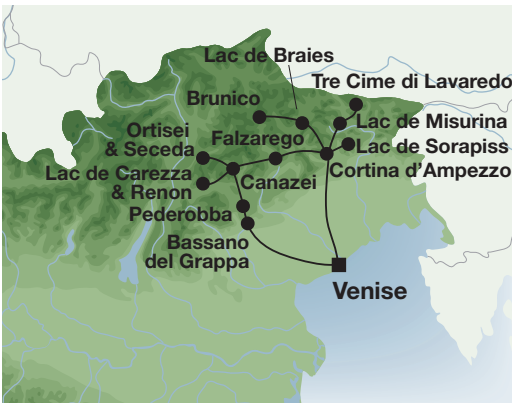 Lac de Braies
Tre Cime di Lavaredo
Brunico
Lac de Misurina
Ortisei
& Seceda
Falzarego
Lac de Sorapiss
Lac de Carezza
& Renon
Canazei
Cortina d’Ampezzo
Pederobba
Bassano
del Grappa
Venise